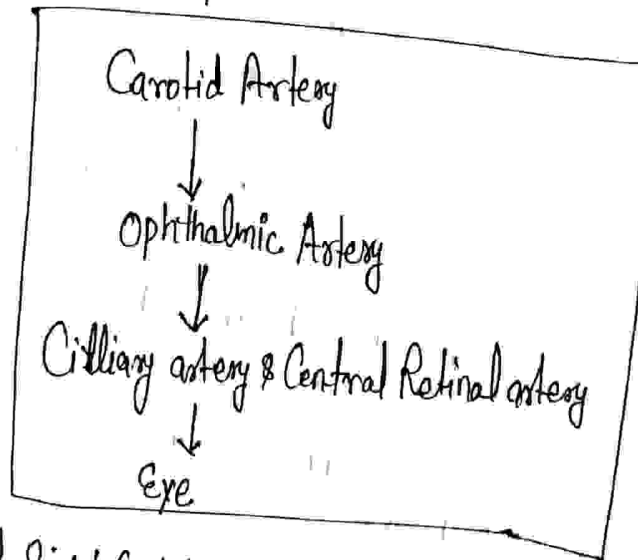 Carotid Artery
↓
Ophthalmic Artery
↓
Cilliary artery & Central Retinal artery
↓
Eye